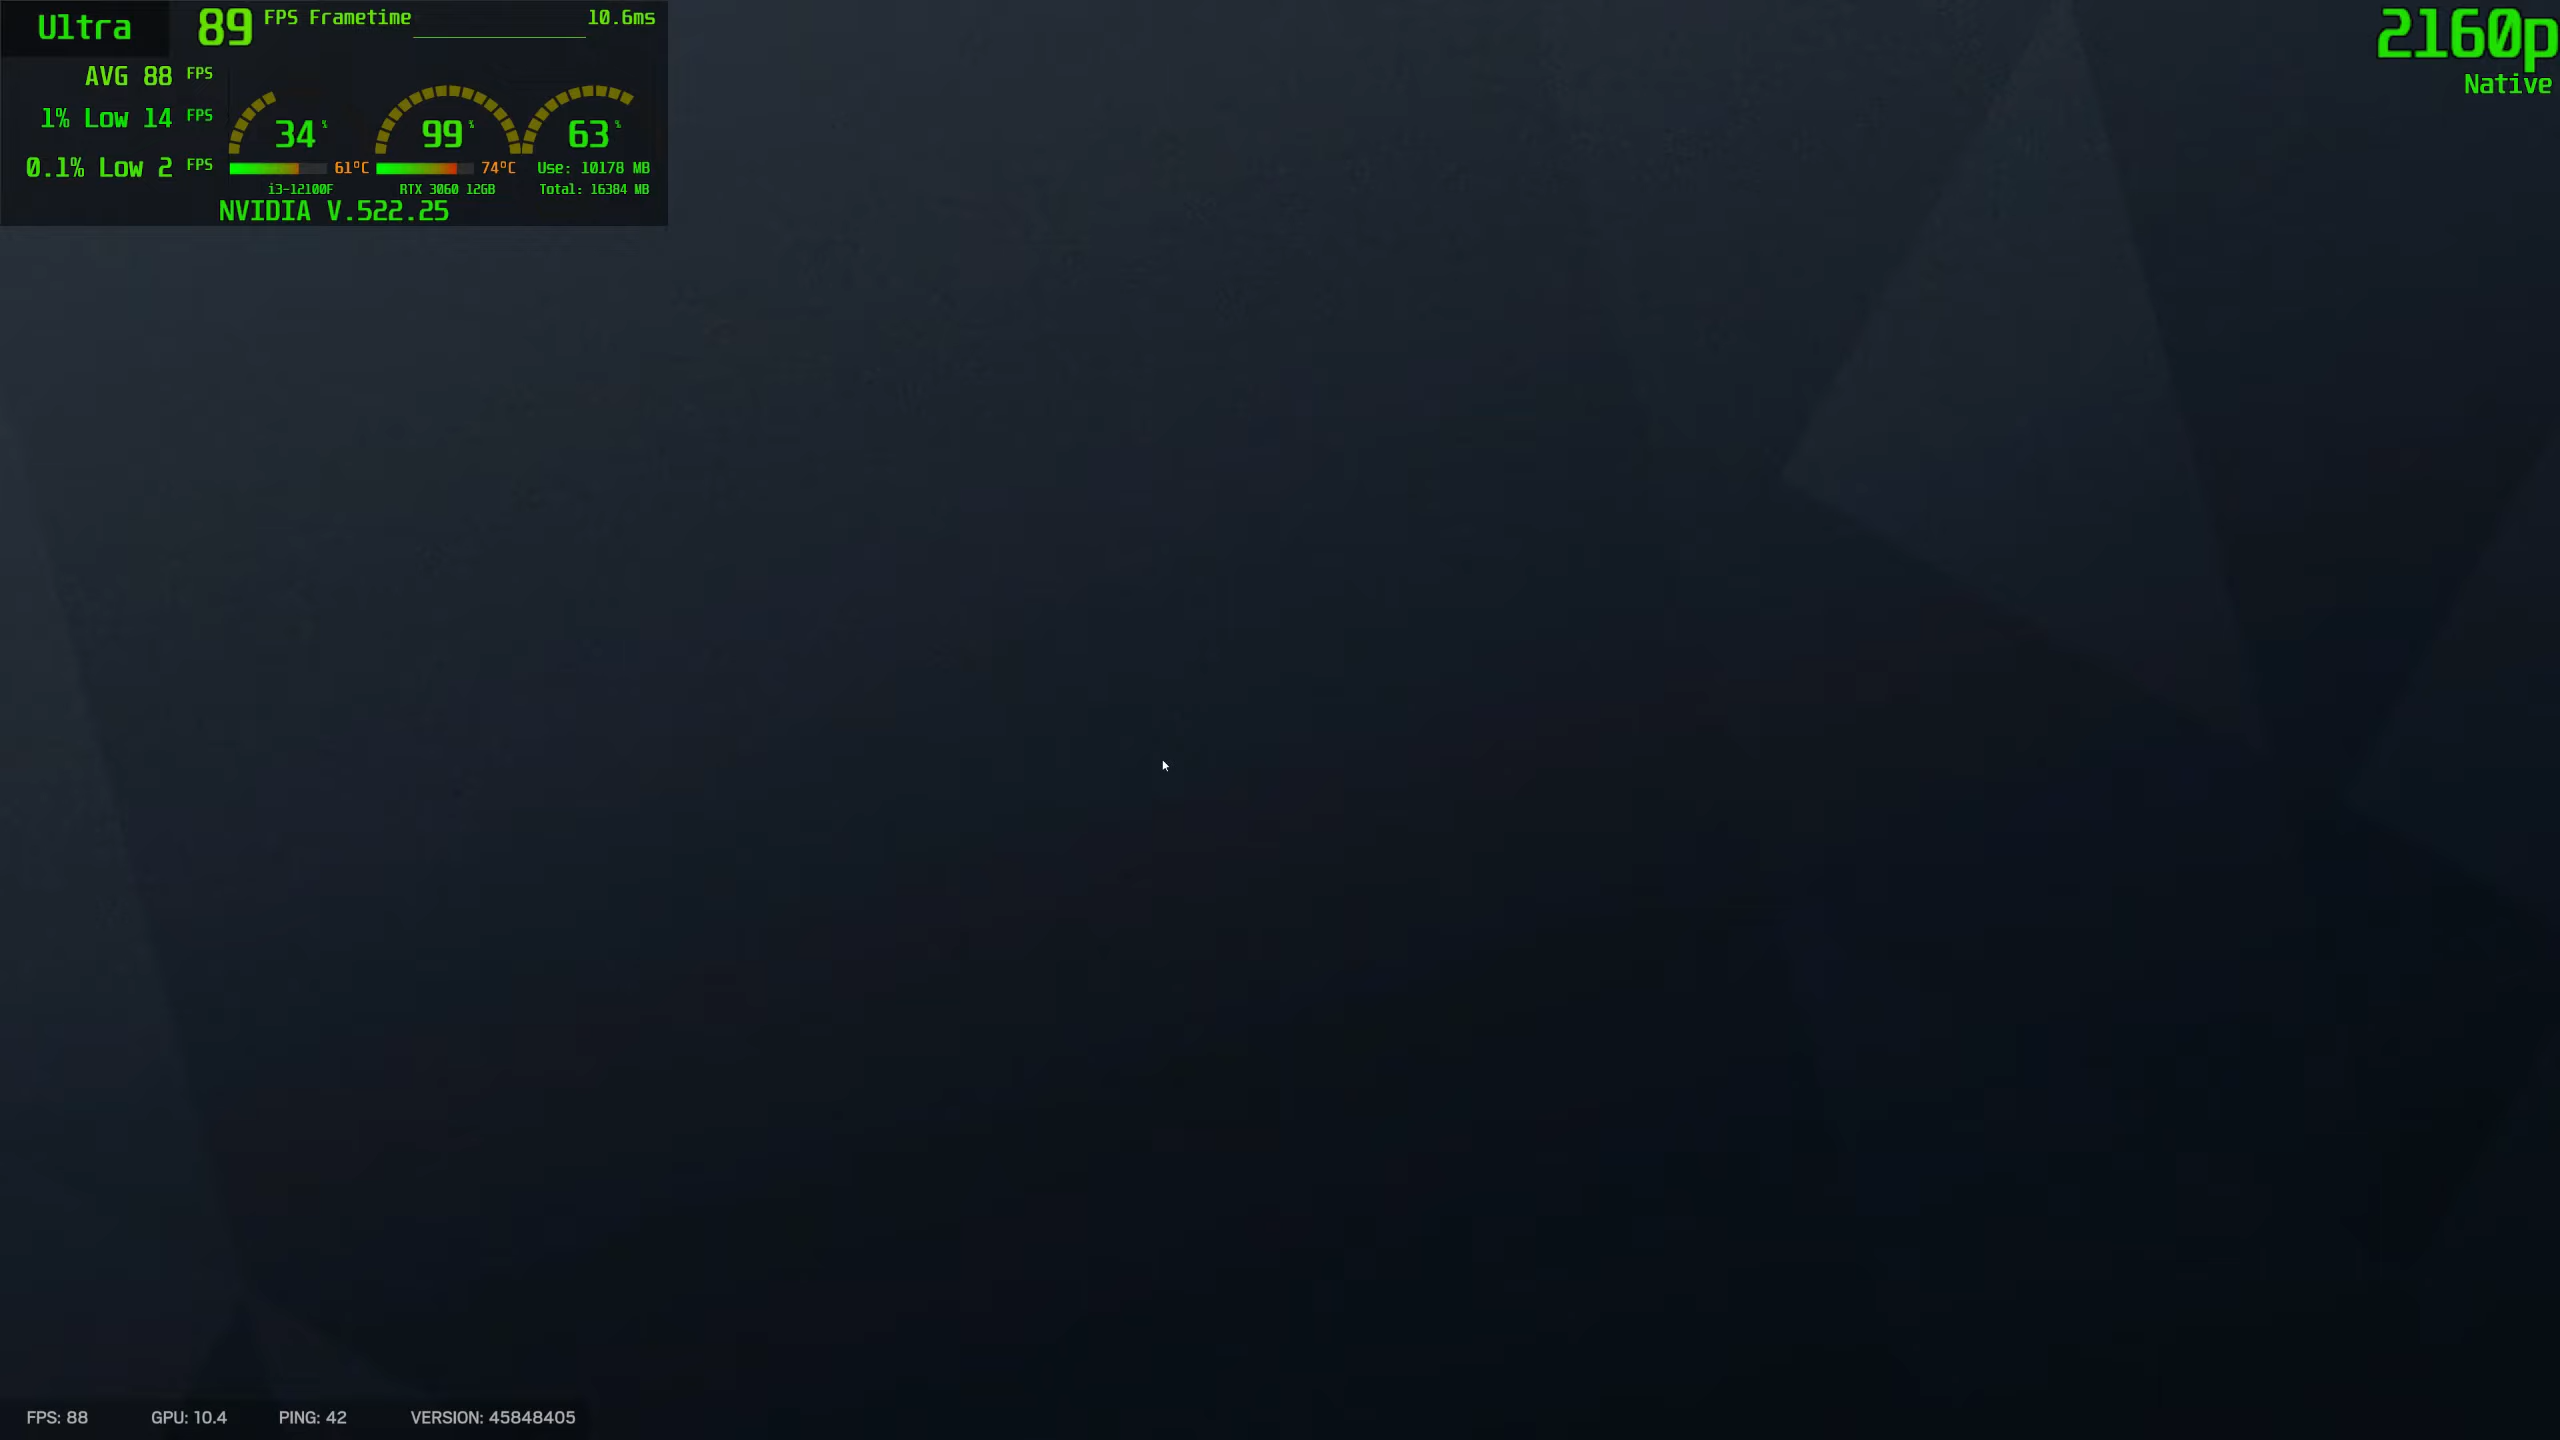 Ultra
89 FPS Frametime 10.6ms
AVG 88 FPS
1% Low 14 FPS
0.1% Low 2 FPS
34 %
99 %
63 %
61°C
74°C
Use: 10178 MB
i3-12100F
RTX 3060 12GB
Total: 16384 MB
NVIDIA V.522.25
2160p
Native
FPS: 88 GPU: 10.4 PING: 42 VERSION: 45848405